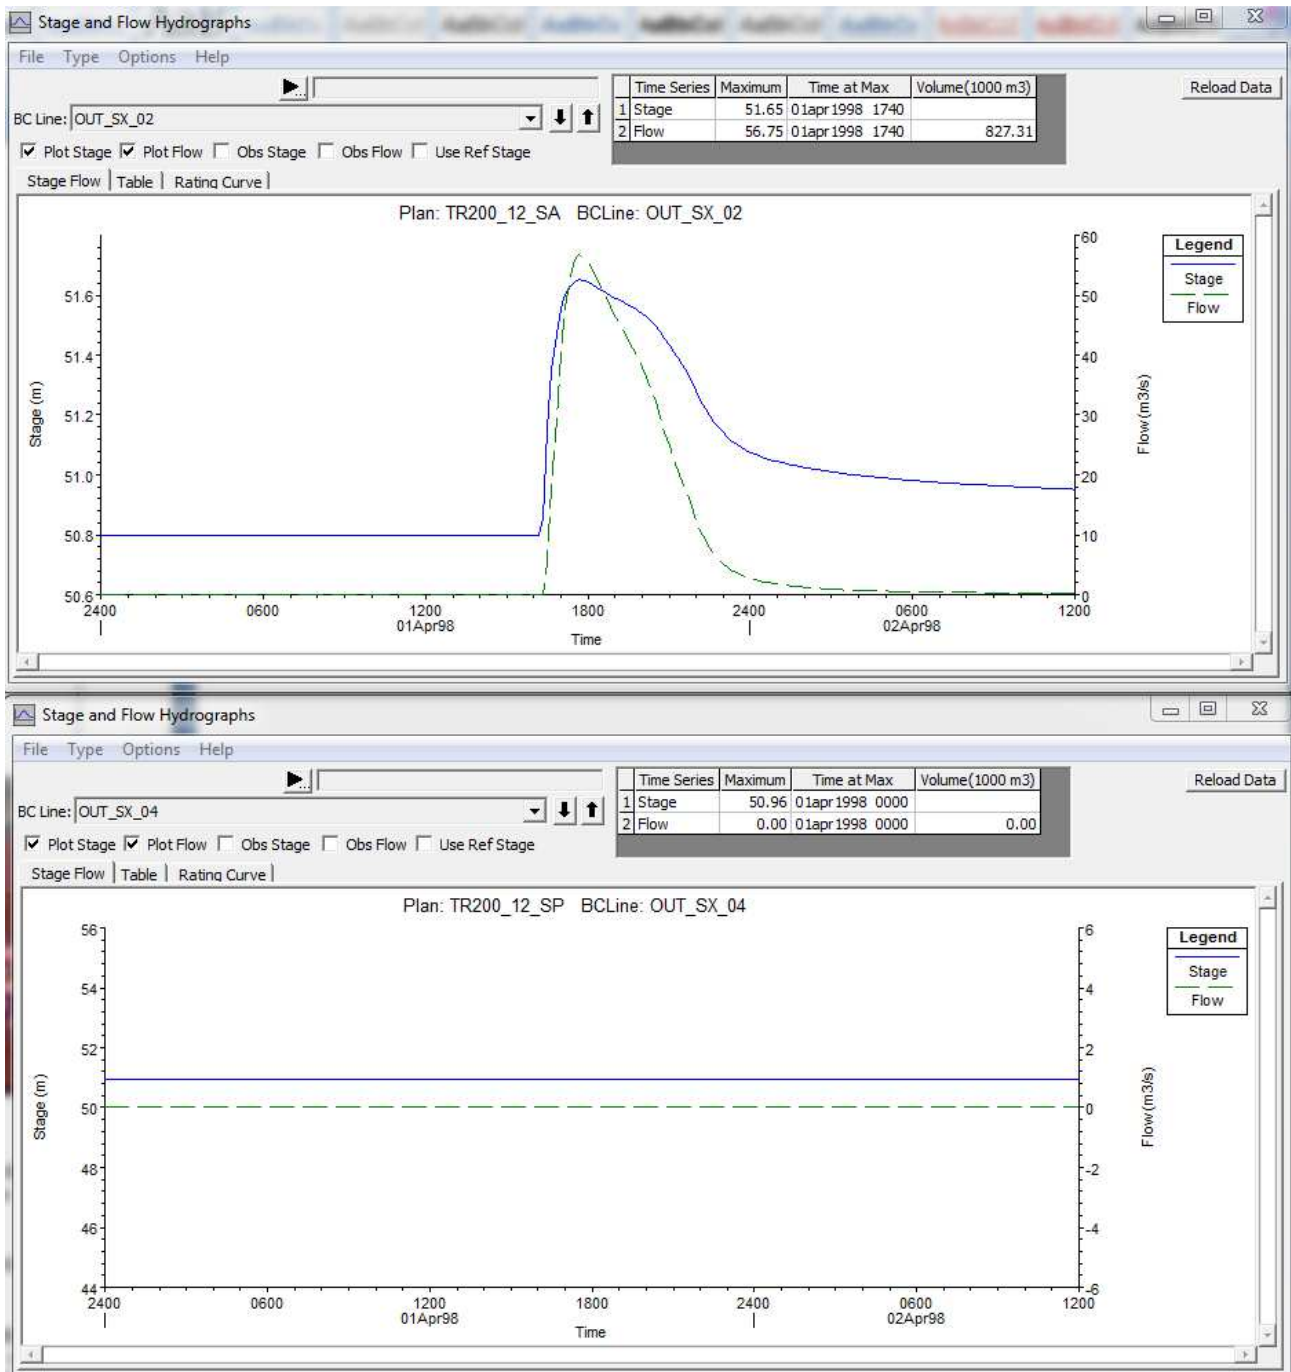 Stage and Flow Hydrographs
File Type Options Help
Time Series Maximum Time at Max Volume(1000 m3)
1 Stage 51.65 01apr1998 1740
2 Flow 56.75 01apr1998 1740 827.31
Reload Data
BC Line: OUT_SX_02
Plot Stage Plot Flow Obs Stage Obs Flow Use Ref Stage
Stage Flow Table Rating Curve
Plan: TR200_12_SA BCLine: OUT_SX_02
Stage (m)
51.6
51.4
51.2
51.0
50.8
50.6
60
50
40
30
20
10
0
Flow (m3/s)
Legend
Stage
Flow
2400 0600 1200 1800 2400 0600 1200
01Apr98 02Apr98
Time
Stage and Flow Hydrographs
File Type Options Help
Time Series Maximum Time at Max Volume(1000 m3)
1 Stage 50.96 01apr1998 0000
2 Flow 0.00 01apr1998 0000 0.00
Reload Data
BC Line: OUT_SX_04
Plot Stage Plot Flow Obs Stage Obs Flow Use Ref Stage
Stage Flow Table Rating Curve
Plan: TR200_12_SP BCLine: OUT_SX_04
Stage (m)
56
54
52
50
48
46
44
6
4
2
0
-2
-4
-6
Flow (m3/s)
Legend
Stage
Flow
2400 0600 1200 1800 2400 0600 1200
01Apr98 02Apr98
Time